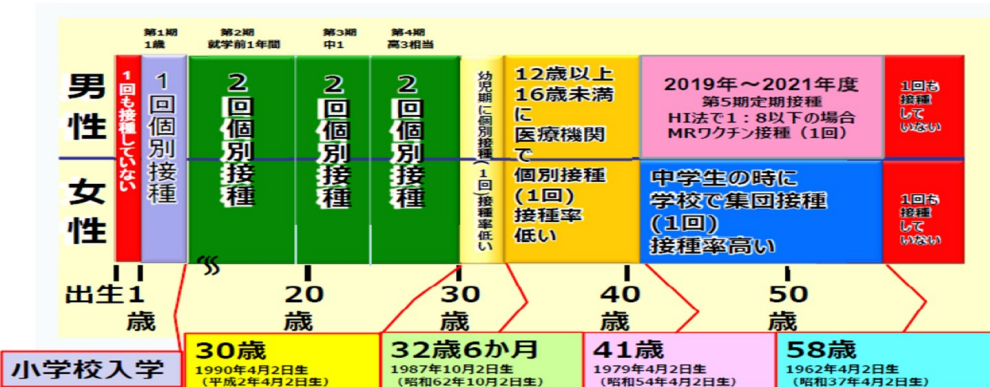 第1期
1歳
第2期
就学前1年間
第3期
中1
第4期
高3相当
男性
女性
1回も接種していない
1回個別接種
2回個別接種
2回個別接種
2回個別接種
幼児期に個別接種(1回)接種率低い
12歳以上
16歳未満
に
医療機関
で
個別接種
(1回)
接種率
低い
2019年～2021年度
第5期定期接種
HI法で1：8以下の場合
MRワクチン接種（1回）
中学生の時に
学校で集団接種
(1回)
接種率高い
1回も
接種
して
いない
1回も
接種
して
いない
出生
1歳
20歳
30歳
40歳
50歳
小学校入学
30歳
1990年4月2日生
（平成2年4月2日生）
32歳6か月
1987年10月2日生
（昭和62年10月2日生）
41歳
1979年4月2日生
（昭和54年4月2日生）
58歳
1962年4月2日生
（昭和37年4月2日生）